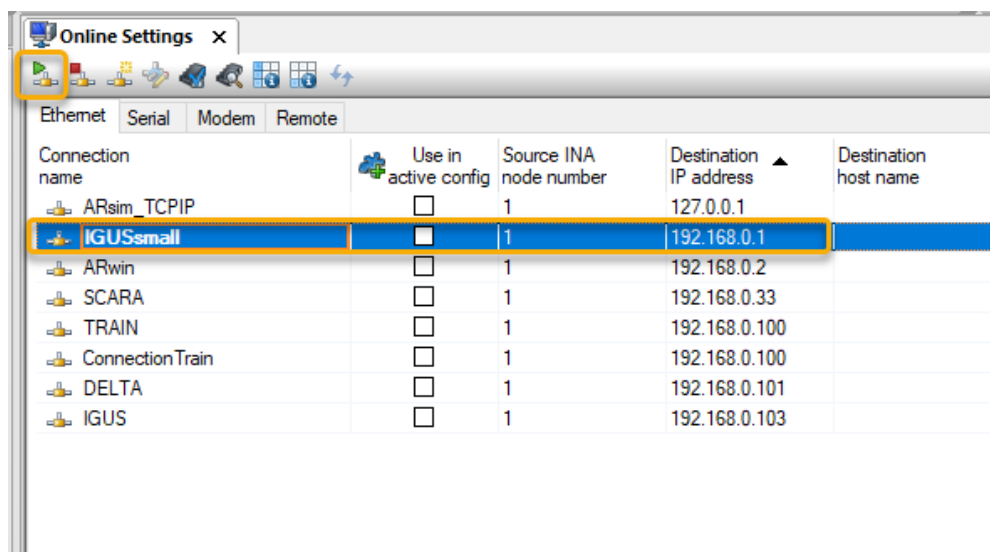 Online Settings x
Ethernet Serial Modem Remote
Connection name Use in active config Source INA node number Destination IP address Destination host name
ARsim_TCPIP 1 127.0.0.1
IGUSsmall 1 192.168.0.1
ARwin 1 192.168.0.2
SCARA 1 192.168.0.33
TRAIN 1 192.168.0.100
ConnectionTrain 1 192.168.0.100
DELTA 1 192.168.0.101
IGUS 1 192.168.0.103